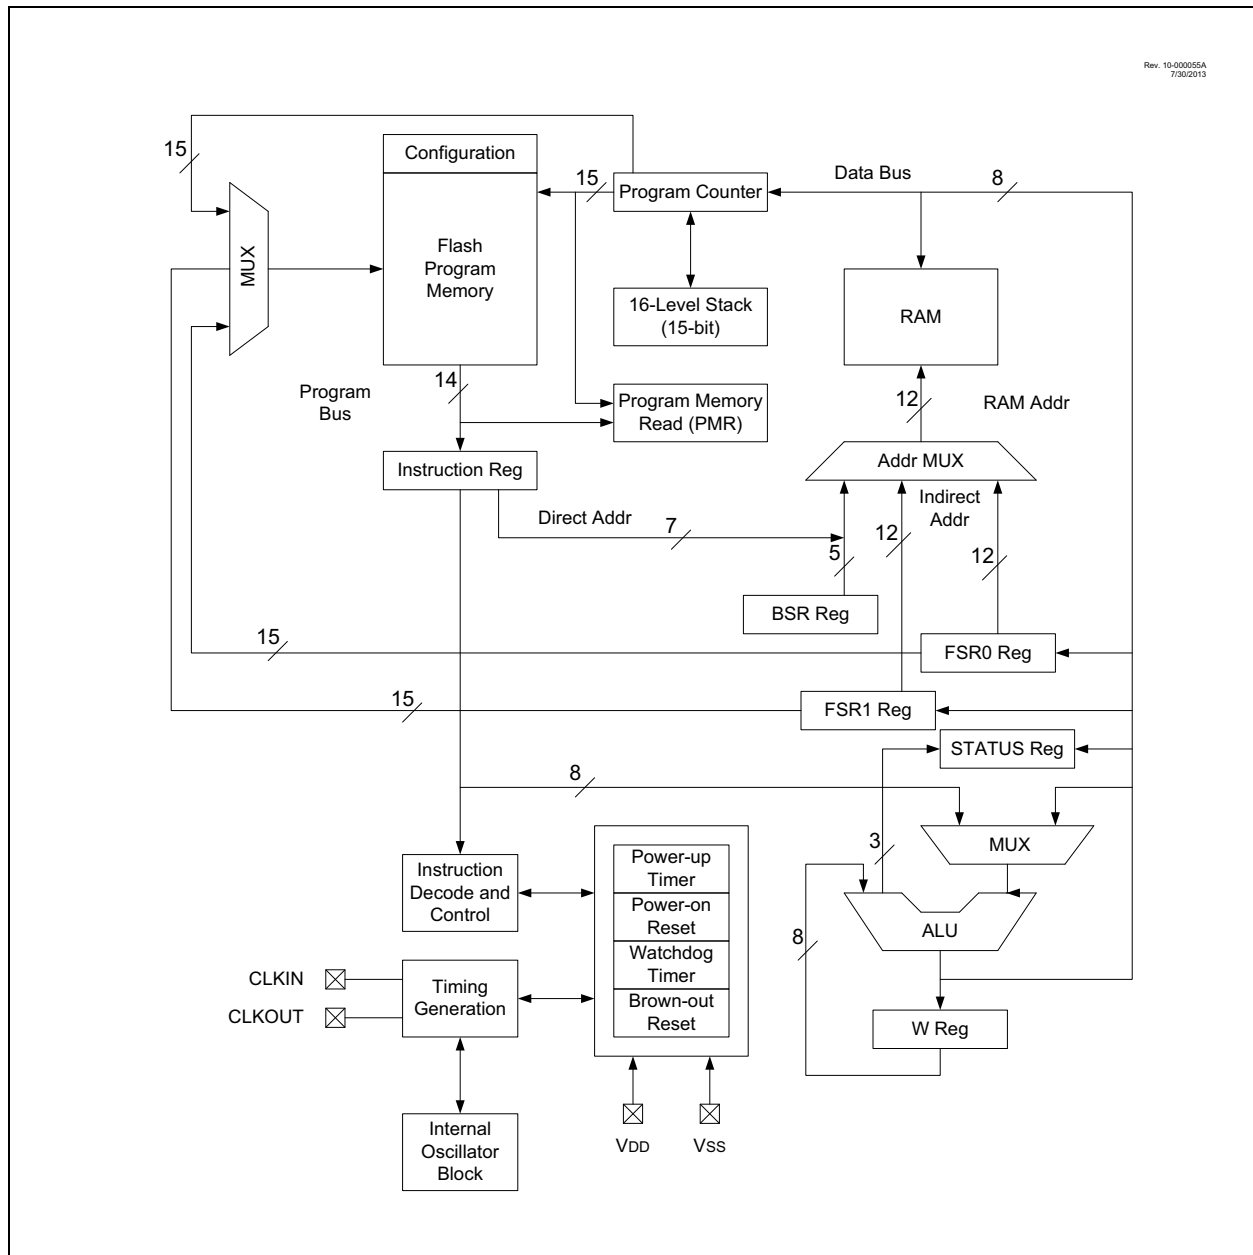 Rev. 10-000055A
7/30/2013
15
Configuration
15
Program Counter
Data Bus
8
MUX
Flash
Program
Memory
16-Level Stack
(15-bit)
RAM
Program
Bus
14
Program Memory
Read (PMR)
12
RAM Addr
Instruction Reg
Addr MUX
Direct Addr
7
Indirect
Addr
5
12
12
BSR Reg
15
FSR0 Reg
15
FSR1 Reg
STATUS Reg
8
3
MUX
Instruction
Decode and
Control
Power-up
Timer
Power-on
Reset
Watchdog
Timer
Brown-out
Reset
8
ALU
CLKIN
CLKOUT
Timing
Generation
W Reg
Internal
Oscillator
Block
VDD
VSS